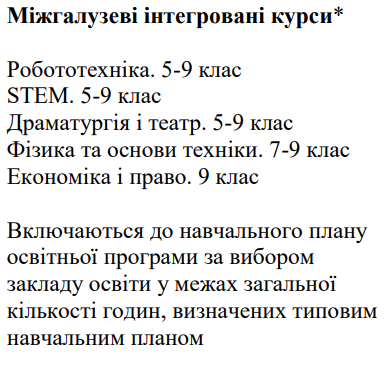 Міжгалузеві інтегровані курси*
Робототехніка. 5-9 клас
STEM. 5-9 клас
Драматургія і театр. 5-9 клас
Фізика та основи техніки. 7-9 клас
Економіка і право. 9 клас
Включаються до навчального плану
освітньої програми за вибором
закладу освіти у межах загальної
кількості годин, визначених типовим
навчальним планом